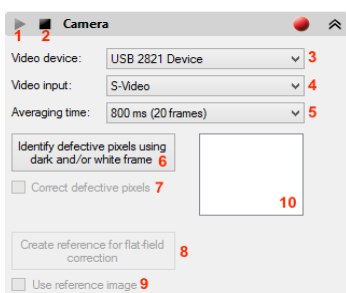 Camera
1 2
Video device: USB 2821 Device 3
Video input: S-Video 4
Averaging time: 800 ms (20 frames) 5
Identify defective pixels using
dark and/or white frame 6
Correct defective pixels 7
10
Create reference for flat-field
correction 8
Use reference image 9